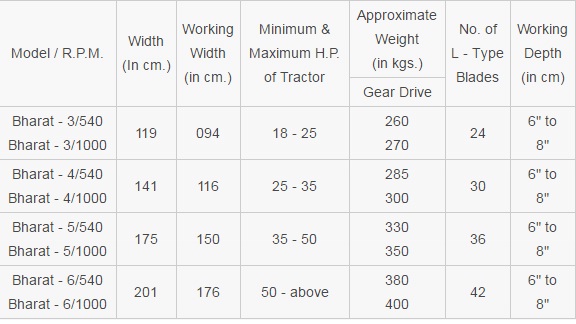 Model / R.P.M.
Width
(In cm.)
Working
Width
(in cm.)
Minimum &
Maximum H.P.
of Tractor
Approximate
Weight
(in kgs.)
Gear Drive
No. of
L - Type
Blades
Working
Depth
(in cm)
Bharat - 3/540
Bharat - 3/1000
119
094
18 - 25
260
270
24
6" to
8"
Bharat - 4/540
Bharat - 4/1000
141
116
25 - 35
285
300
30
6" to
8"
Bharat - 5/540
Bharat - 5/1000
175
150
35 - 50
330
350
36
6" to
8"
Bharat - 6/540
Bharat - 6/1000
201
176
50 - above
380
400
42
6" to
8"